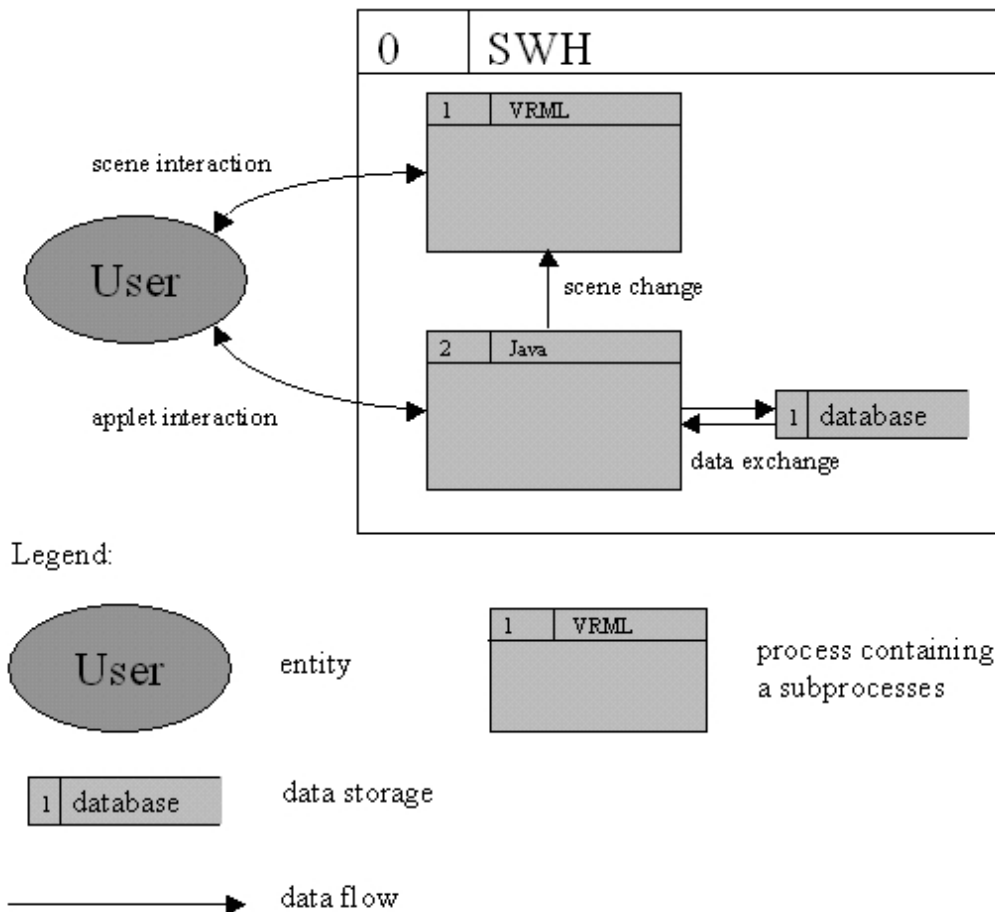 0 SWH
1 VRML
scene interaction
User
scene change
2 Java
applet interaction
1 database
data exchange
Legend:
User
entity
1 VRML
process containing
a subprocesses
1 database
data storage
data flow